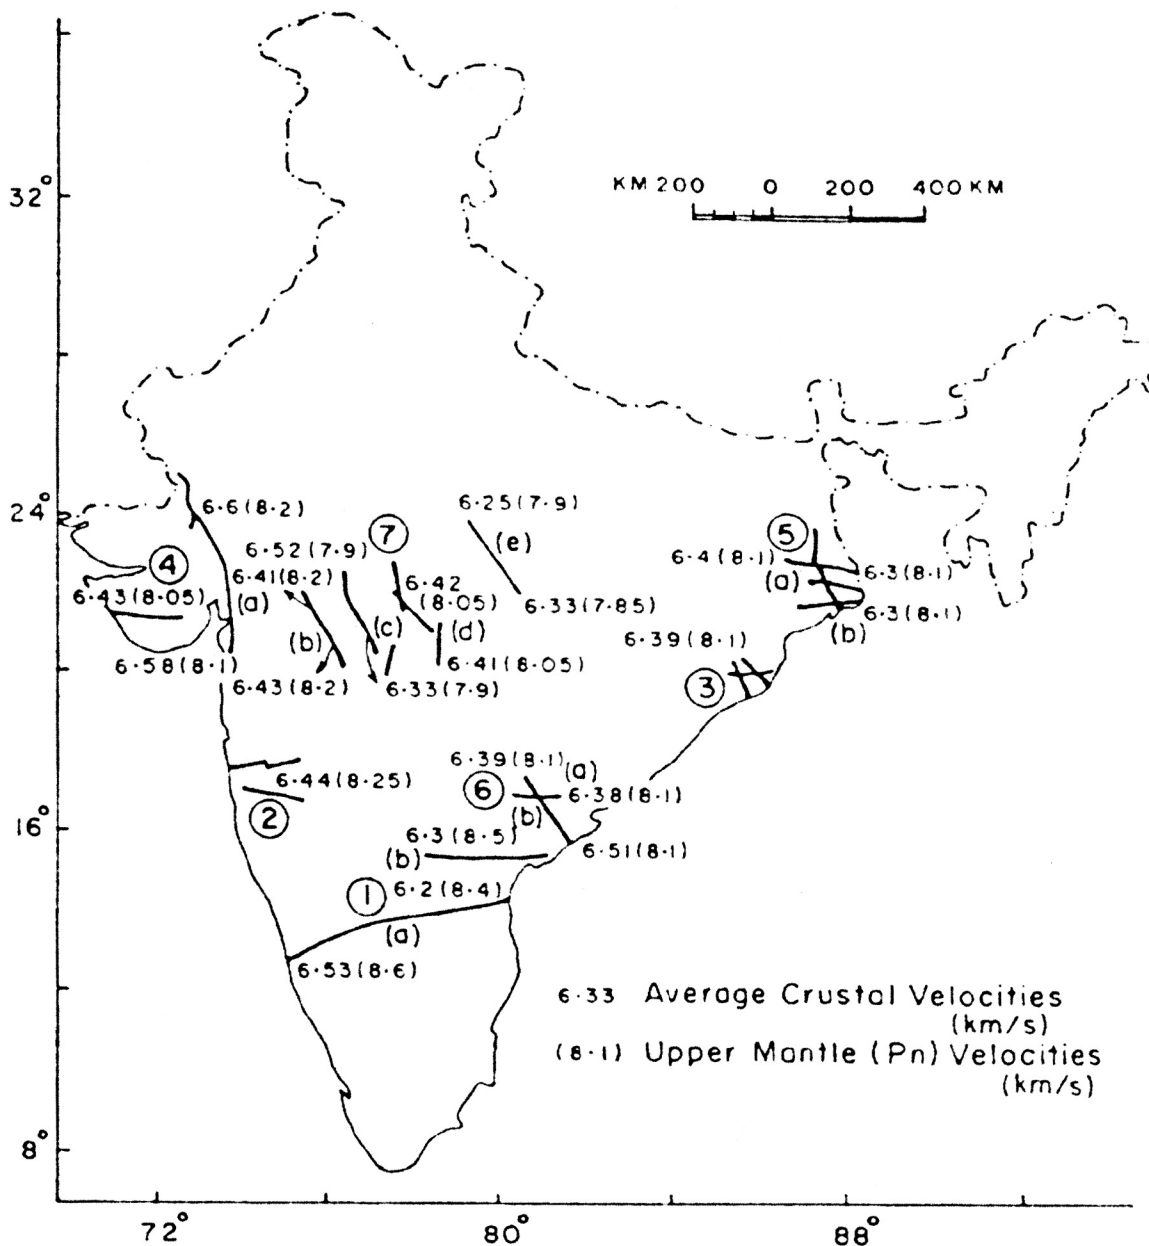 KM 200 0 200 400 KM
32°
24°
16°
8°
72° 80° 88°
6·6(8·2)
6·25(7·9)
7
5
6·52(7·9)
(e)
6·4(8·1)
4
6·41(8·2)
6·42
(8·05)
(a)
6·3(8·1)
6·43(8·05)
(a)
6·33(7·85)
6·3(8·1)
(b)
(b)
(c)
(d)
6·39(8·1)
6·58(8·1)
6·41(8·05)
6·43(8·2)
6·33(7·9)
3
6·39(8·1)
(a)
6·44(8·25)
6
6·38(8·1)
2
(b)
6·3(8·5)
6·51(8·1)
(b)
1
6·2(8·4)
(a)
6·53(8·6)
6·33 Average Crustal Velocities
(km/s)
(8·1) Upper Mantle (Pn) Velocities
(km/s)